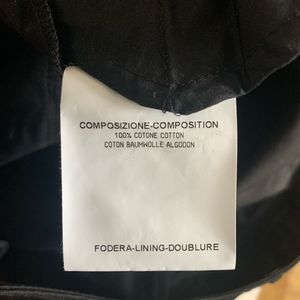 COMPOSIZIONE-COMPOSITION
100% COTONE COTTON
COTON BAUMWOLLE ALGODON
FODERA-LINING-DOUBLURE